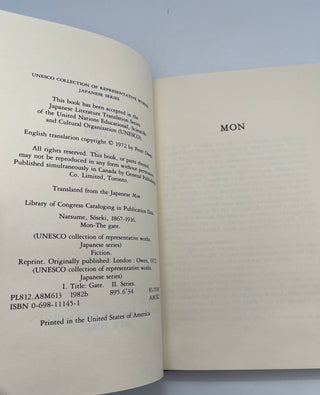 UNESCO COLLECTION OF REPRESENTATIVE WORKS
JAPANESE SERIES
This book has been accepted in the
Japanese Literature Translation Series
of the United Nations Educational, Scientific
and Cultural Organization (UNESCO)
English translation copyright © 1972 by Peter Owen
All rights reserved. This book, or parts thereof,
may not be reproduced in any form without permission.
Published simultaneously in Canada by General Publishing
Co. Limited, Toronto.
Translated from the Japanese Mon
Library of Congress Cataloging in Publication Data
Natsume, Sōseki, 1867-1916.
Mon-The gate.
(UNESCO collection of representative works.
Japanese series)
Fiction.
Reprint. Originally published: London : Owen, 1972.
(UNESCO collection of representative works.
Japanese series)
I. Title: Gate. II. Series.
PL812.A8M613 1982b 895.6'34
ISBN 0-698-11145-1 AACR2
Printed in the United States of America
MON